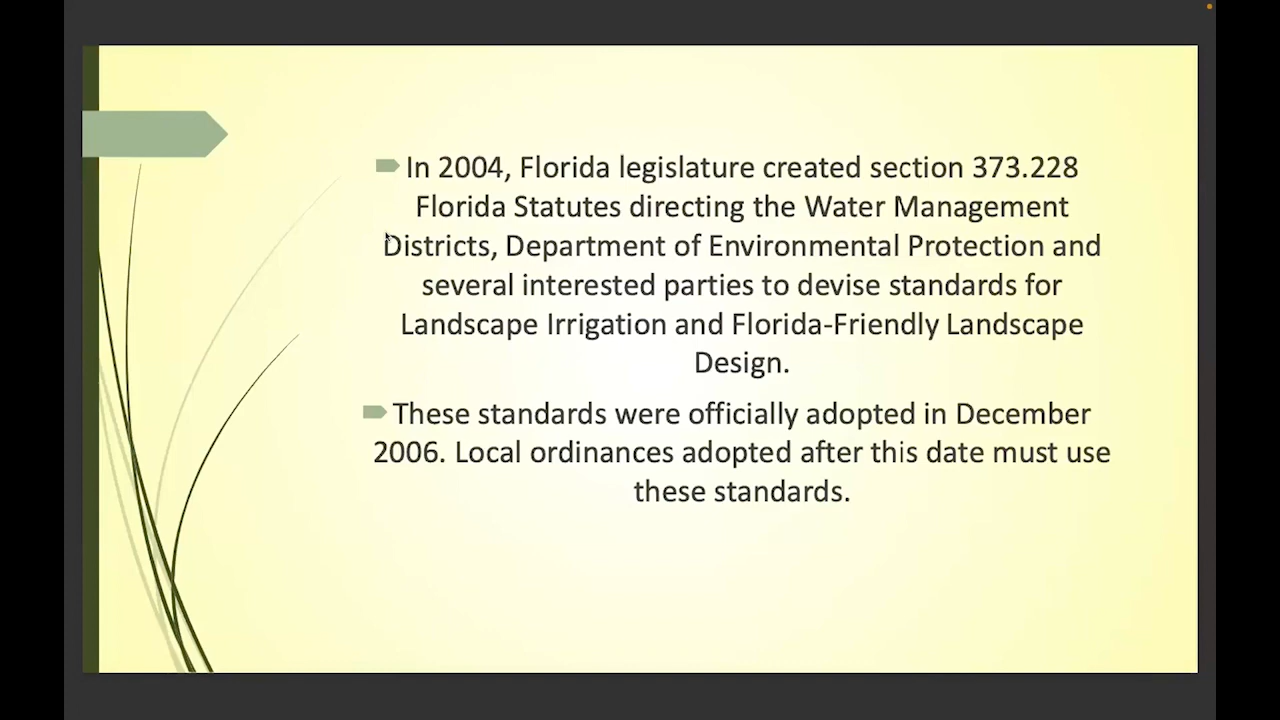 In 2004, Florida legislature created section 373.228
Florida Statutes directing the Water Management
Districts, Department of Environmental Protection and
several interested parties to devise standards for
Landscape Irrigation and Florida-Friendly Landscape
Design.
These standards were officially adopted in December
2006. Local ordinances adopted after this date must use
these standards.